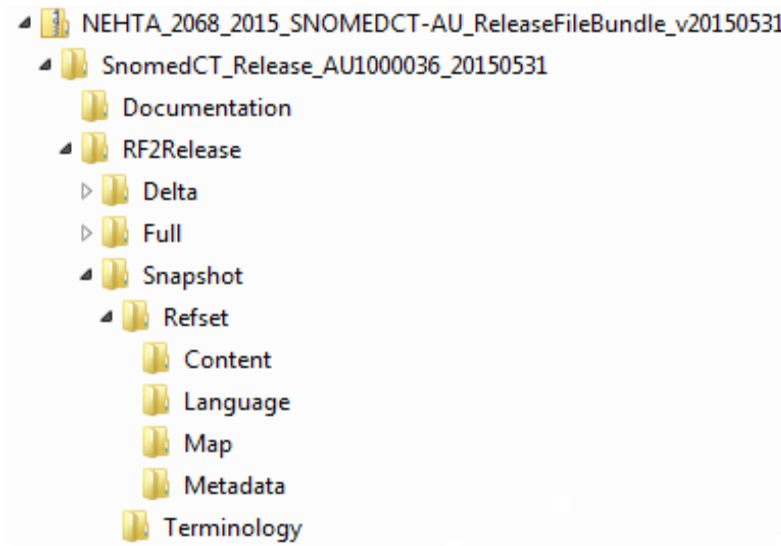 NEHTA_2068_2015_SNOMEDCT-AU_ReleaseFileBundle_v20150531
SnomedCT_Release_AU1000036_20150531
Documentation
RF2Release
Delta
Full
Snapshot
Refset
Content
Language
Map
Metadata
Terminology